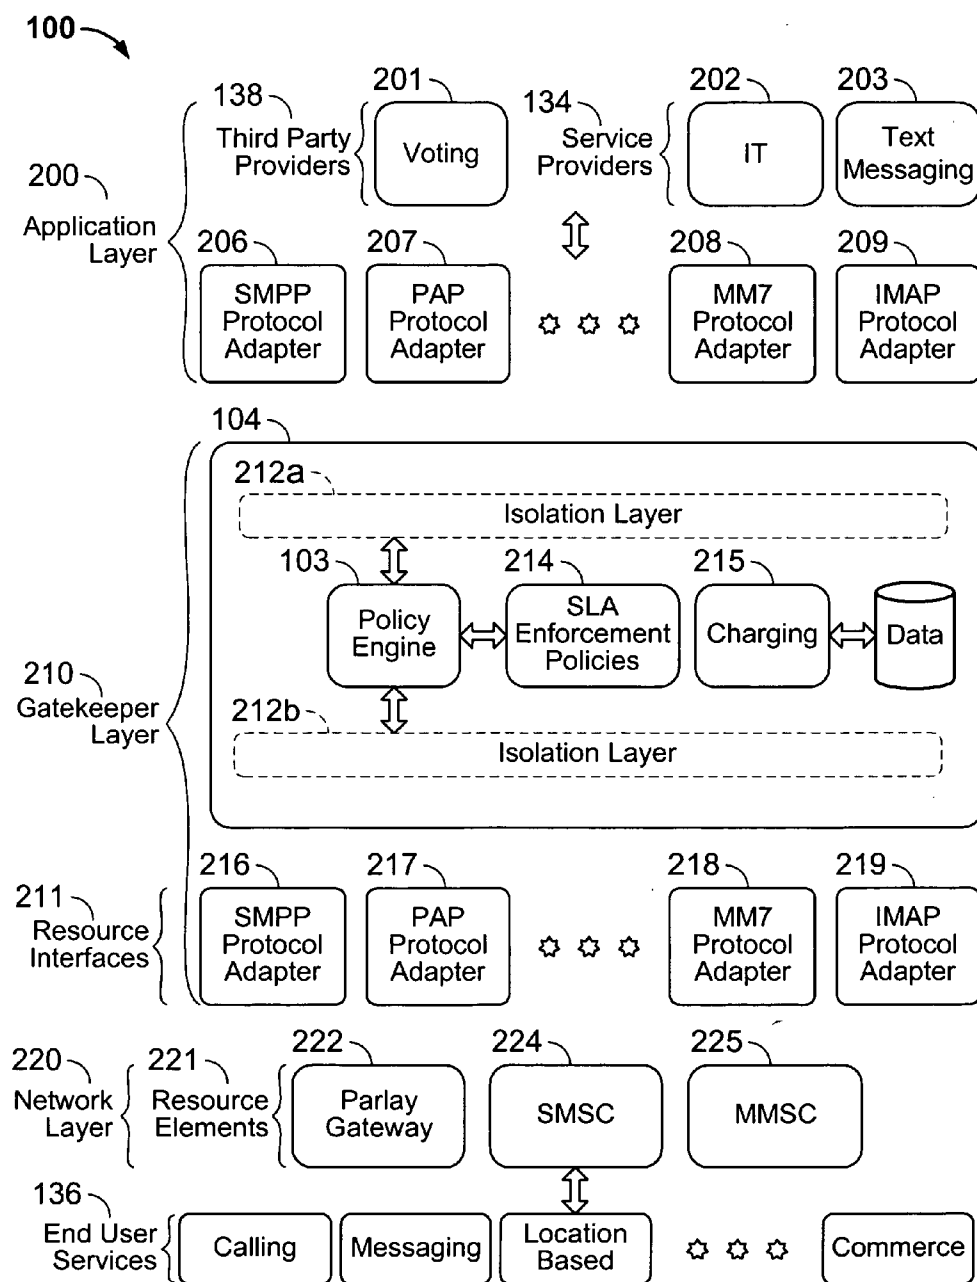 100
138
201
134
202
203
Third Party
Providers
Voting
Service
Providers
IT
Text
Messaging
200
Application
Layer
206
207
208
209
SMPP
Protocol
Adapter
PAP
Protocol
Adapter
MM7
Protocol
Adapter
IMAP
Protocol
Adapter
104
212a
Isolation Layer
103
214
215
Policy
Engine
SLA
Enforcement
Policies
Charging
Data
210
Gatekeeper
Layer
212b
Isolation Layer
211
Resource
Interfaces
216
217
218
219
SMPP
Protocol
Adapter
PAP
Protocol
Adapter
MM7
Protocol
Adapter
IMAP
Protocol
Adapter
220
Network
Layer
221
Resource
Elements
222
224
225
Parlay
Gateway
SMSC
MMSC
136
End User
Services
Calling
Messaging
Location
Based
Commerce